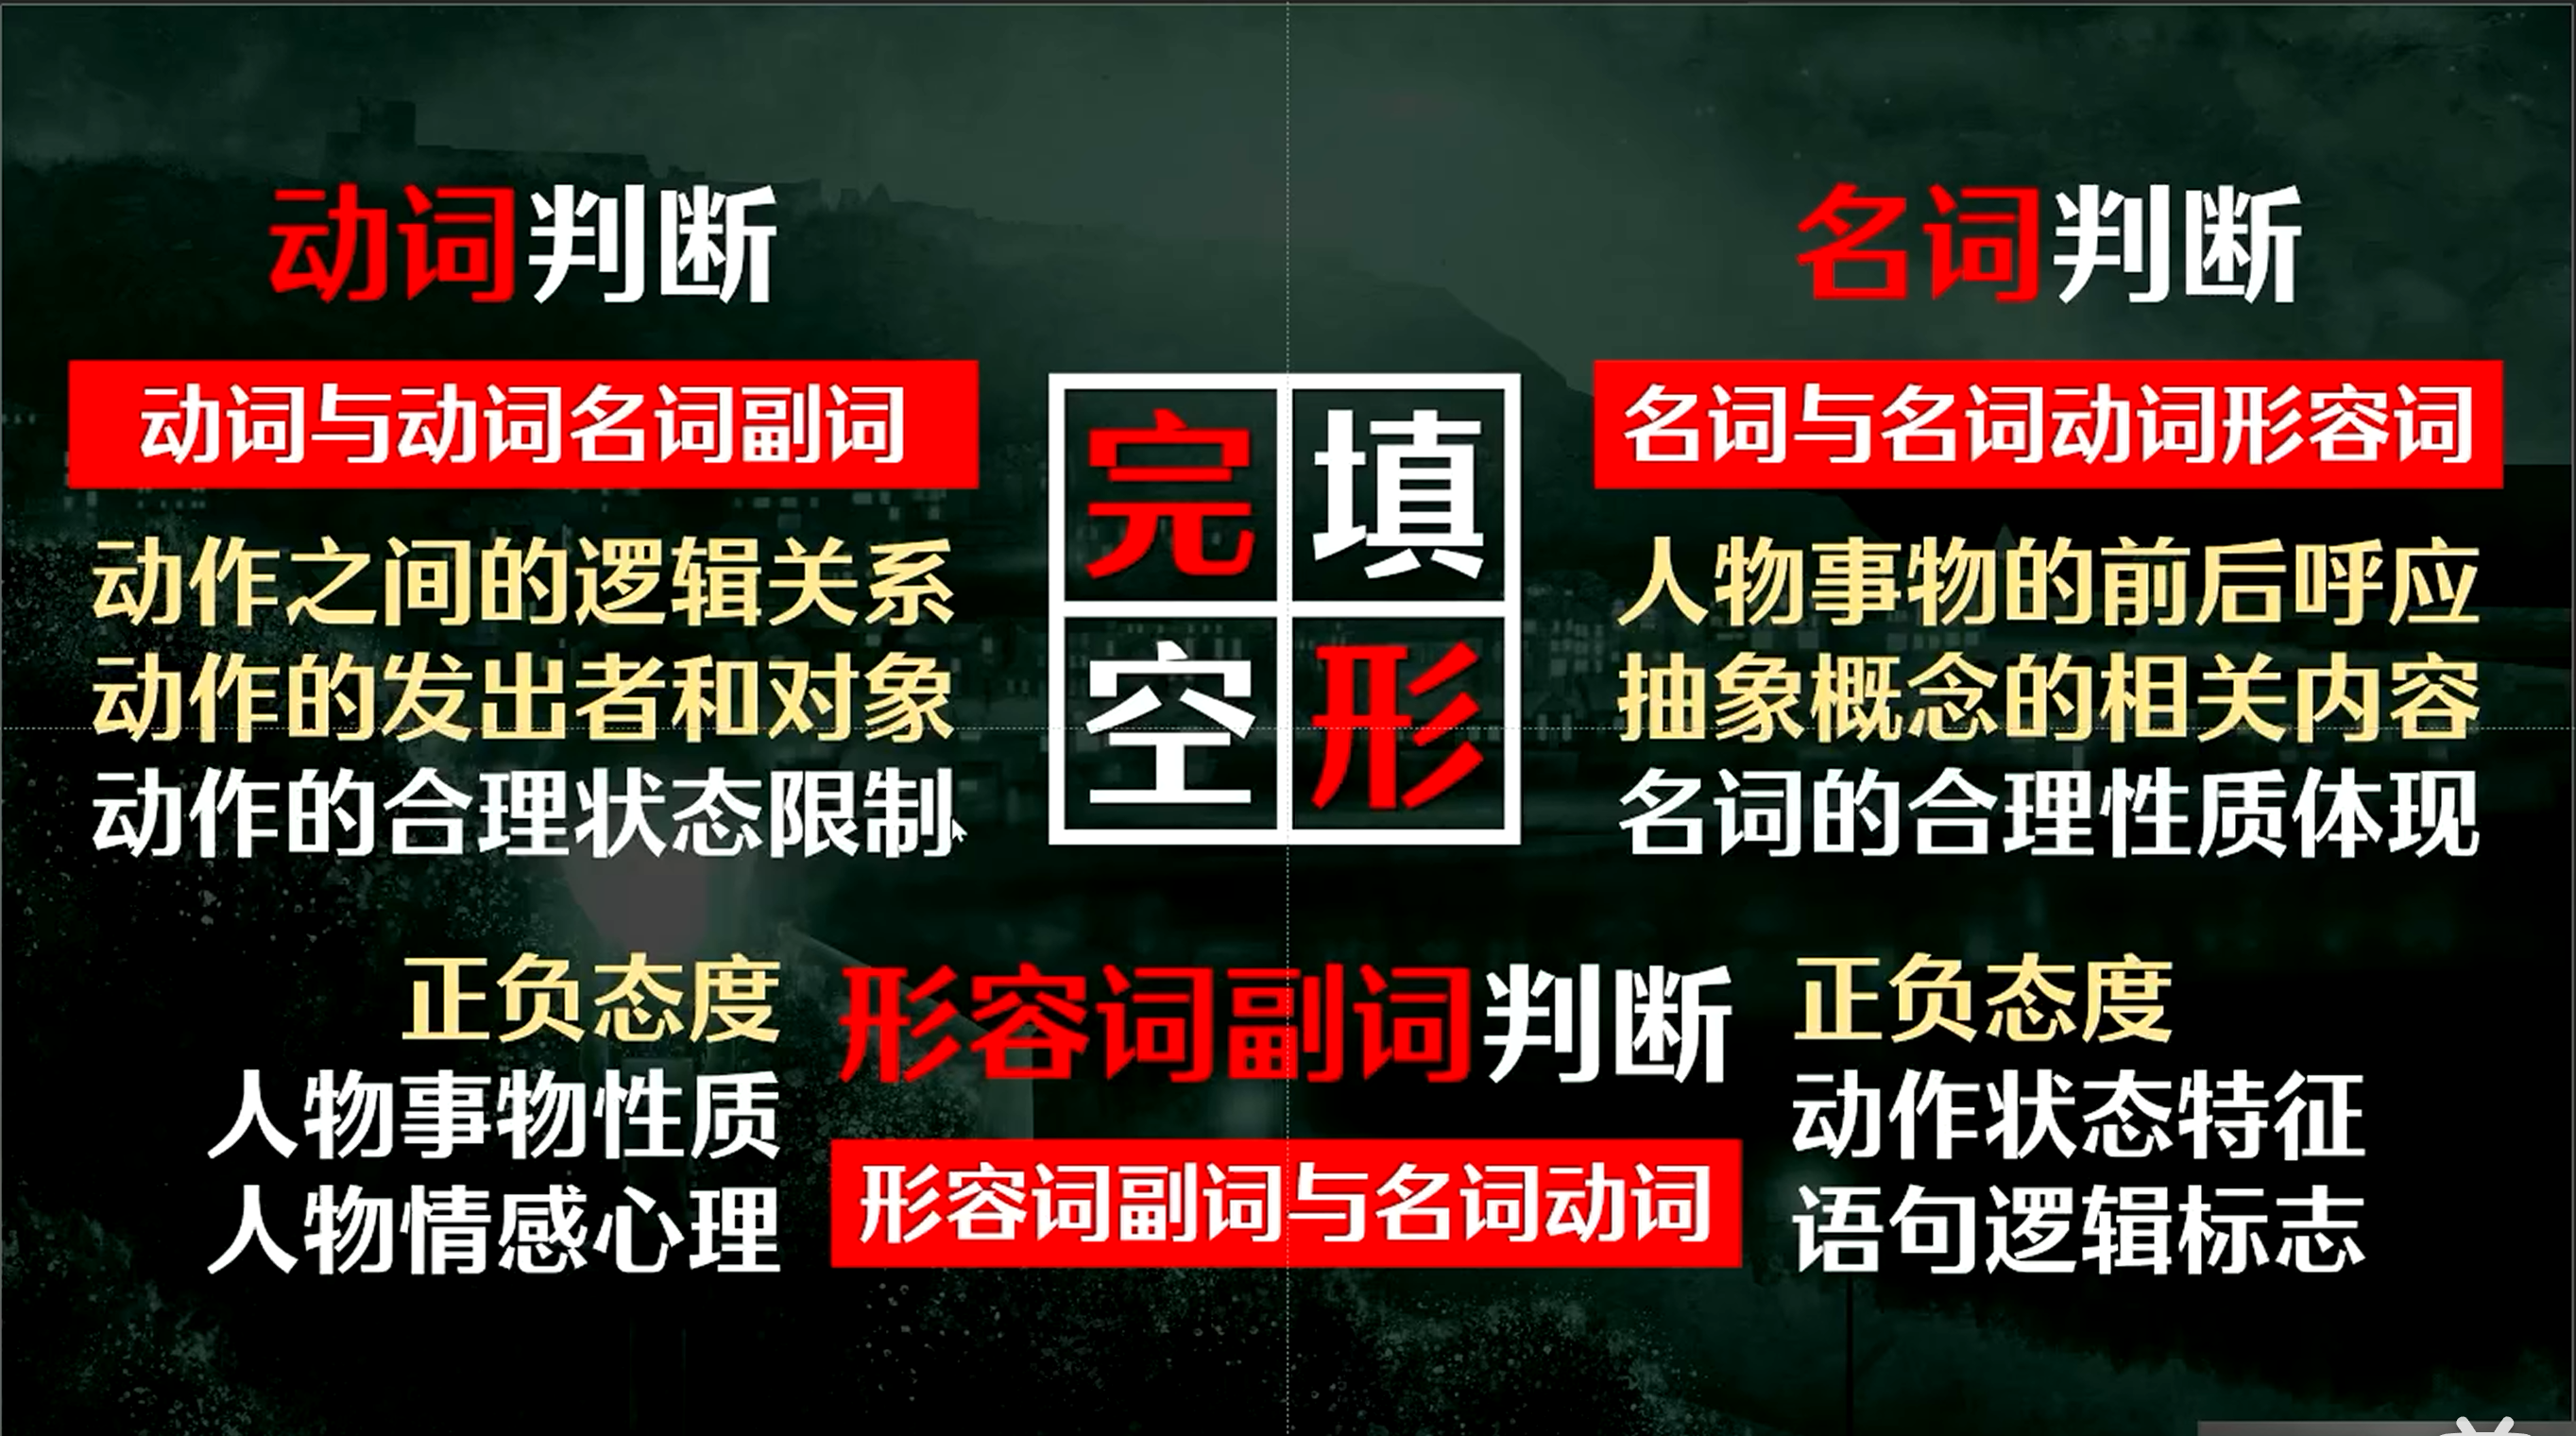 动词判断
动词与动词名词副词
动作之间的逻辑关系
动作的发出者和对象
动作的合理状态限制
完填
空形
名词判断
名词与名词动词形容词
人物事物的前后呼应
抽象概念的相关内容
名词的合理性质体现
正负态度
人物事物性质
人物情感心理
形容词副词判断
形容词副词与名词动词
正负态度
动作状态特征
语句逻辑标志